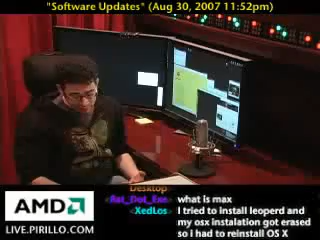 "Software Updates" (Aug 30, 2007 11:52pm)
Desktop
<Rat_Dot_Exe> what is max
<XedLos> I tried to install leoperd and
my osx instalation got erased
so i had to reinstall OS X
AMD
LIVE.PIRILLO.COM